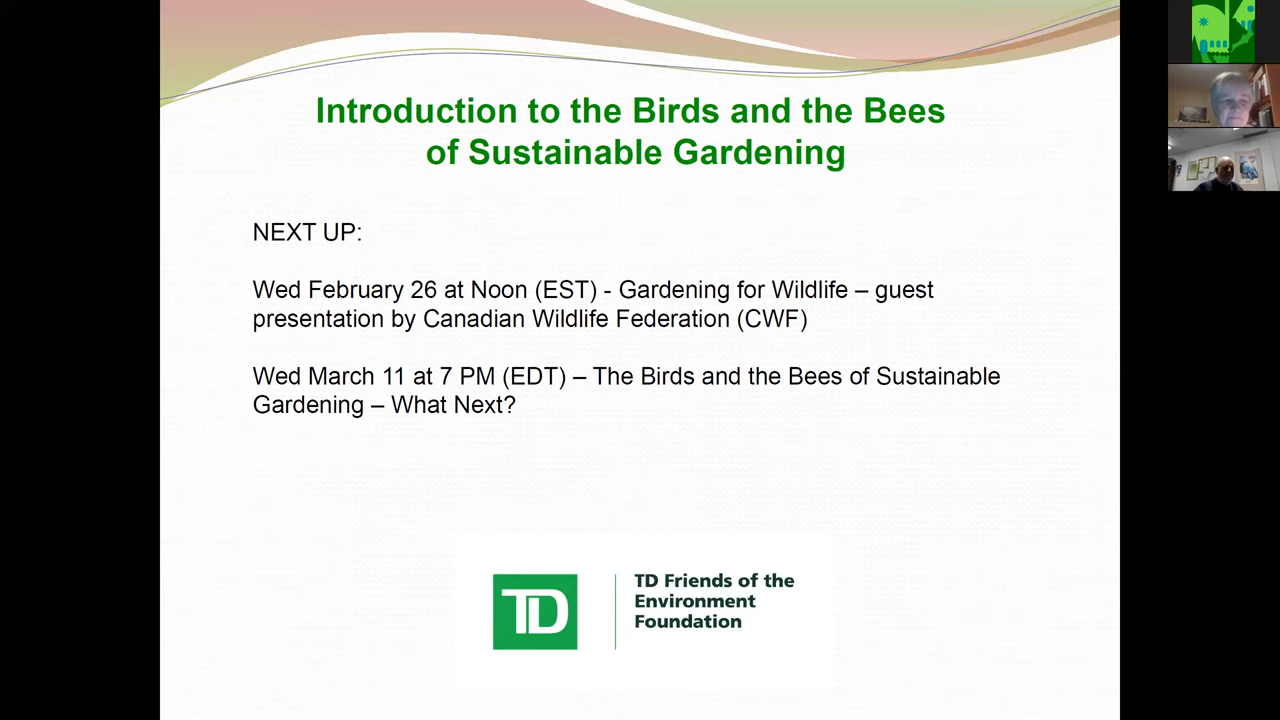 Introduction to the Birds and the Bees
of Sustainable Gardening
NEXT UP:
Wed February 26 at Noon (EST) - Gardening for Wildlife – guest
presentation by Canadian Wildlife Federation (CWF)
Wed March 11 at 7 PM (EDT) – The Birds and the Bees of Sustainable
Gardening – What Next?
TD
TD Friends of the
Environment
Foundation